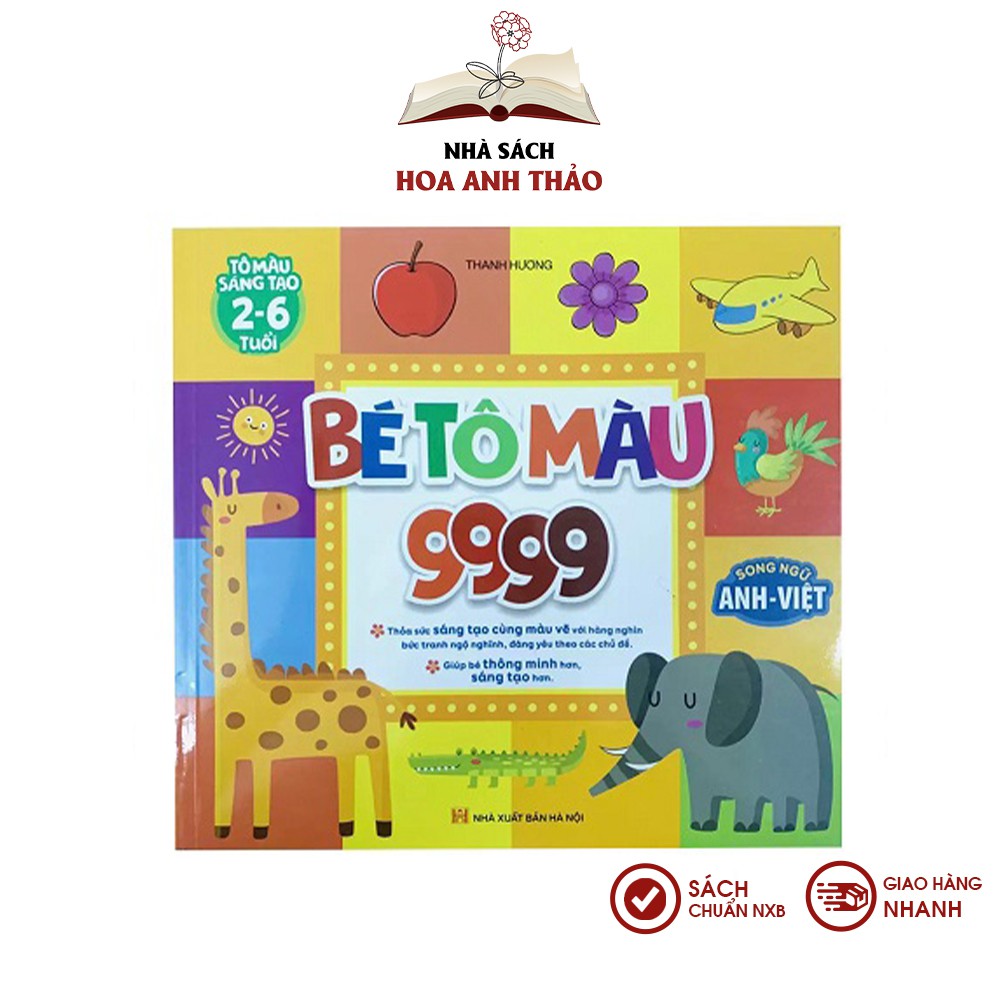 NHÀ SÁCH
HOA ANH THẢO
THANH HƯƠNG
TÔ MÀU
SÁNG TẠO
2-6
TUỔI
BÉ TÔ MÀU
9999
SONG NGỮ
ANH-VIỆT
Thỏa sức sáng tạo cùng màu vẽ với hàng nghìn
bức tranh ngộ nghĩnh, đáng yêu theo các chủ đề.
Giúp bé thông minh hơn,
sáng tạo hơn.
NHÀ XUẤT BẢN HÀ NỘI
SÁCH
CHUẨN NXB
GIAO HÀNG
NHANH